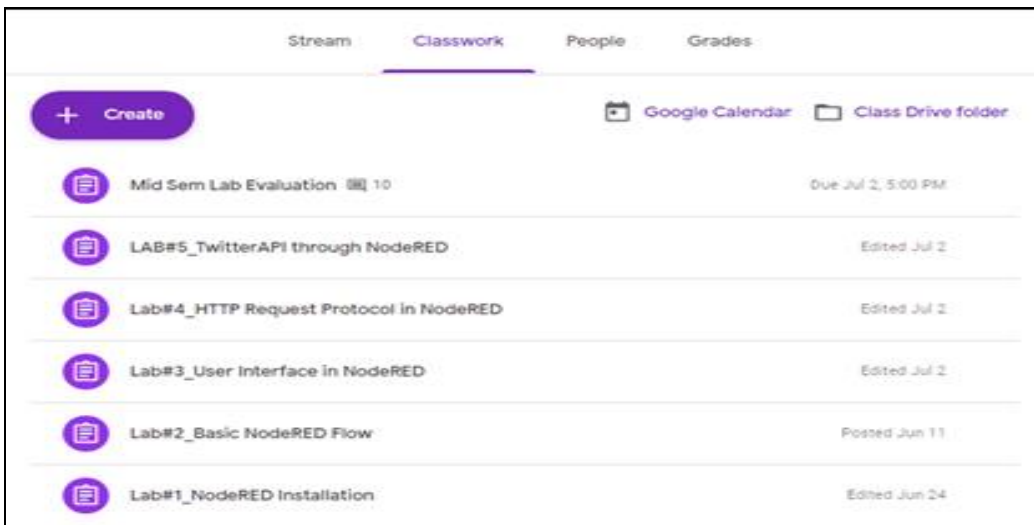 Stream Classwork People Grades
+ Create Google Calendar Class Drive folder
Mid Sem Lab Evaluation 10 Due Jul 2, 5:00 PM
LAB#5_TwitterAPI through NodeRED Edited Jul 2
Lab#4_HTTP Request Protocol in NodeRED Edited Jul 2
Lab#3_User Interface in NodeRED Edited Jul 2
Lab#2_Basic NodeRED Flow Posted Jun 11
Lab#1_NodeRED Installation Edited Jun 24